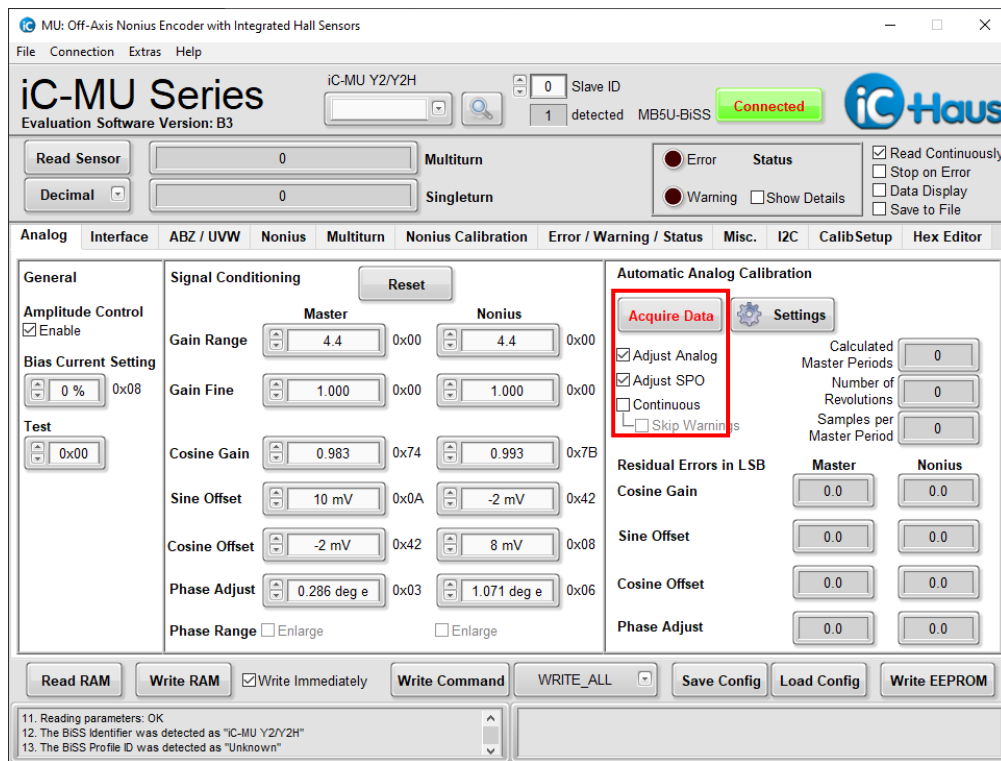 iC MU: Off-Axis Nonius Encoder with Integrated Hall Sensors
File Connection Extras Help
iC-MU Series
Evaluation Software Version: B3
iC-MU Y2/Y2H
0 Slave ID
1 detected MB5U-BiSS Connected
iC Haus
Read Sensor 0 Multiturn
Decimal 0 Singleturn
Error Status
Warning Show Details
Read Continuously
Stop on Error
Data Display
Save to File
Analog Interface ABZ / UVW Nonius Multiturn Nonius Calibration Error / Warning / Status Misc. I2C CalibSetup Hex Editor
General
Amplitude Control
Enable
Bias Current Setting
0 % 0x08
Test
0x00
Signal Conditioning Reset
Master Nonius
Gain Range 4.4 0x00 4.4 0x00
Gain Fine 1.000 0x00 1.000 0x00
Cosine Gain 0.983 0x74 0.993 0x7B
Sine Offset 10 mV 0x0A -2 mV 0x42
Cosine Offset -2 mV 0x42 8 mV 0x08
Phase Adjust 0.286 deg e 0x03 1.071 deg e 0x06
Phase Range Enlarge Enlarge
Automatic Analog Calibration
Acquire Data Settings
Adjust Analog
Adjust SPO
Continuous
Skip Warnings
Calculated
Master Periods 0
Number of
Revolutions 0
Samples per
Master Period 0
Residual Errors in LSB Master Nonius
Cosine Gain 0.0 0.0
Sine Offset 0.0 0.0
Cosine Offset 0.0 0.0
Phase Adjust 0.0 0.0
Read RAM Write RAM Write Immediately Write Command WRITE_ALL Save Config Load Config Write EEPROM
11. Reading parameters: OK
12. The BiSS Identifier was detected as "iC-MU Y2/Y2H"
13. The BiSS Profile ID was detected as "Unknown"